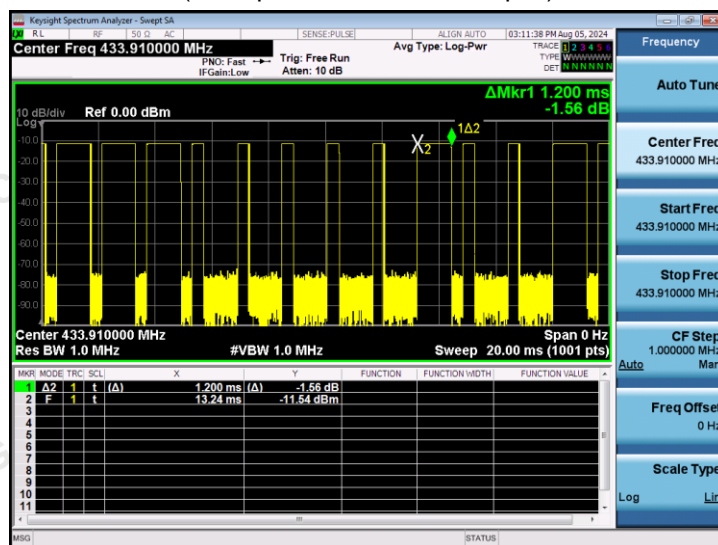 Keysight Spectrum Analyzer - Swept SA
RL RF 50 Ω AC SENSE:PULSE ALIGN AUTO 03:11:38 PM Aug 05, 2024
Center Freq 433.910000 MHz
PNO: Fast
IFGain:Low
Trig: Free Run
Atten: 10 dB
Avg Type: Log-Pwr
TRACE 1 2 3 4 5 6
TYPE WWWWWW
DET N N N N N N
ΔMkr1 1.200 ms
-1.56 dB
10 dB/div Ref 0.00 dBm
Log
-10.0
-20.0
-30.0
-40.0
-50.0
-60.0
-70.0
-80.0
-90.0
X2
1Δ2
Center 433.910000 MHz Span 0 Hz
Res BW 1.0 MHz #VBW 1.0 MHz Sweep 20.00 ms (1001 pts)
MKR MODE TRC SCL X Y FUNCTION FUNCTION WIDTH FUNCTION VALUE
1 Δ2 1 t (Δ) 1.200 ms (Δ) -1.56 dB
2 F 1 t 13.24 ms -11.54 dBm
3
4
5
6
7
8
9
10
11
MSG STATUS
Frequency
Auto Tune
Center Freq
433.910000 MHz
Start Freq
433.910000 MHz
Stop Freq
433.910000 MHz
CF Step
1.000000 MHz
Auto Man
Freq Offset
0 Hz
Scale Type
Log Lin